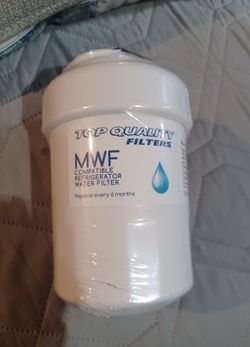 TOP QUALITY
FILTERS
MWF
COMPATIBLE
REFRIGERATOR
WATER FILTER
Replace every 6 months